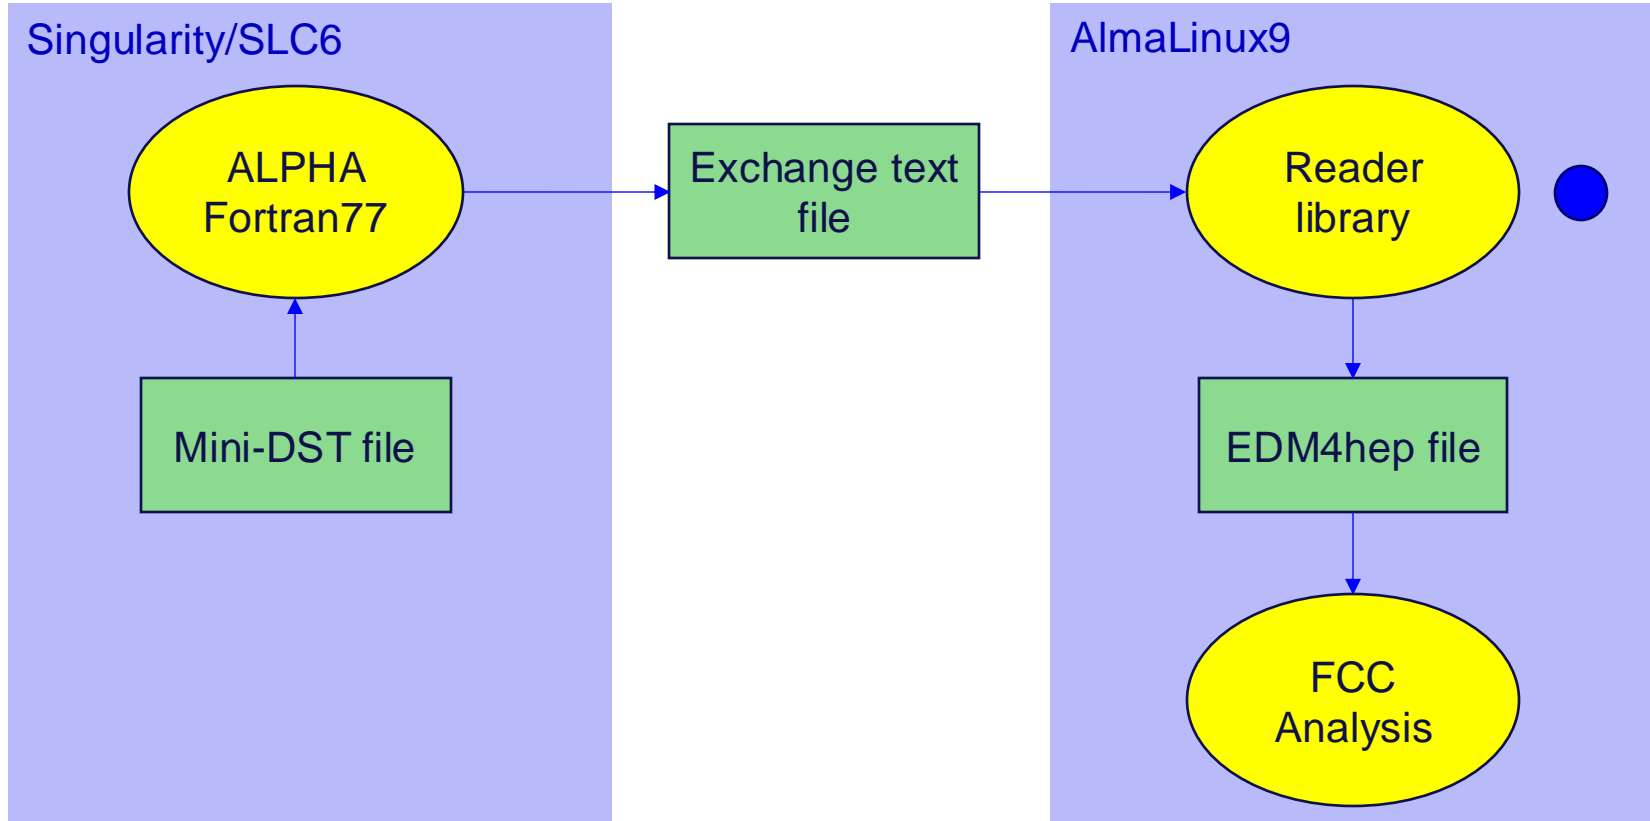 Singularity/SLC6
AlmaLinux9
ALPHA
Fortran77
Exchange text
file
Reader
library
Mini-DST file
EDM4hep file
FCC
Analysis